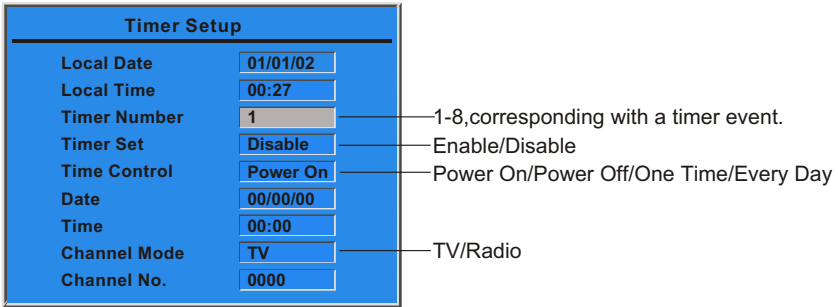 Timer Setup
Local Date 01/01/02
Local Time 00:27
Timer Number 1 1-8,corresponding with a timer event.
Timer Set Disable Enable/Disable
Time Control Power On Power On/Power Off/One Time/Every Day
Date 00/00/00
Time 00:00
Channel Mode TV TV/Radio
Channel No. 0000